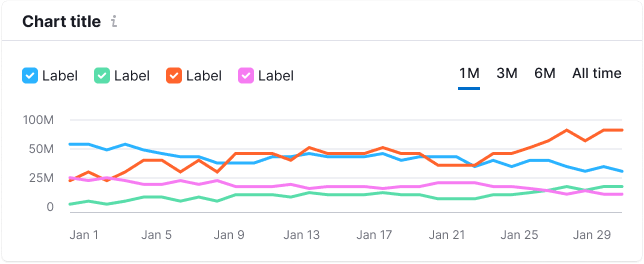 Chart title i
Label Label Label Label 1M 3M 6M All time
100M
50M
25M
0
Jan 1 Jan 5 Jan 9 Jan 13 Jan 17 Jan 21 Jan 25 Jan 29